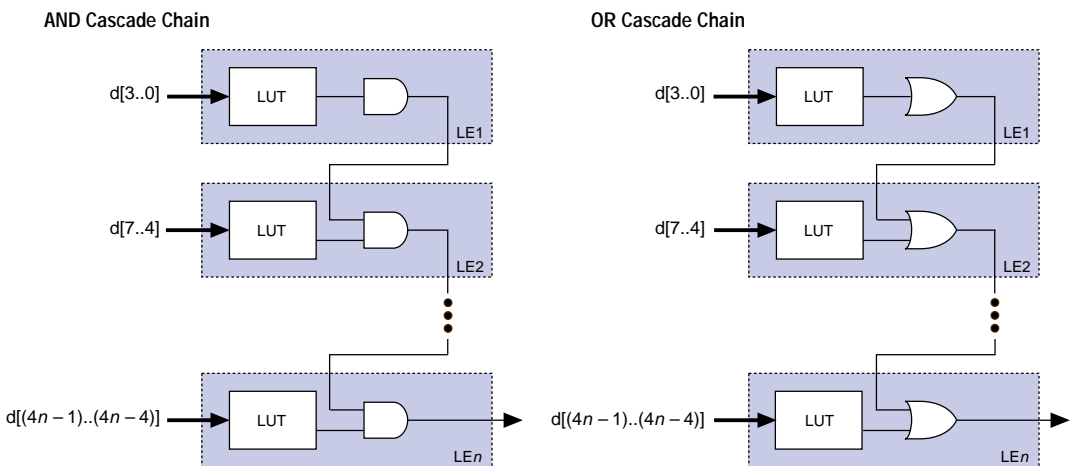 AND Cascade Chain
d[3..0]
LUT
LE1
d[7..4]
LUT
LE2
d[(4n – 1)..(4n – 4)]
LUT
LEn
OR Cascade Chain
d[3..0]
LUT
LE1
d[7..4]
LUT
LE2
d[(4n – 1)..(4n – 4)]
LUT
LEn